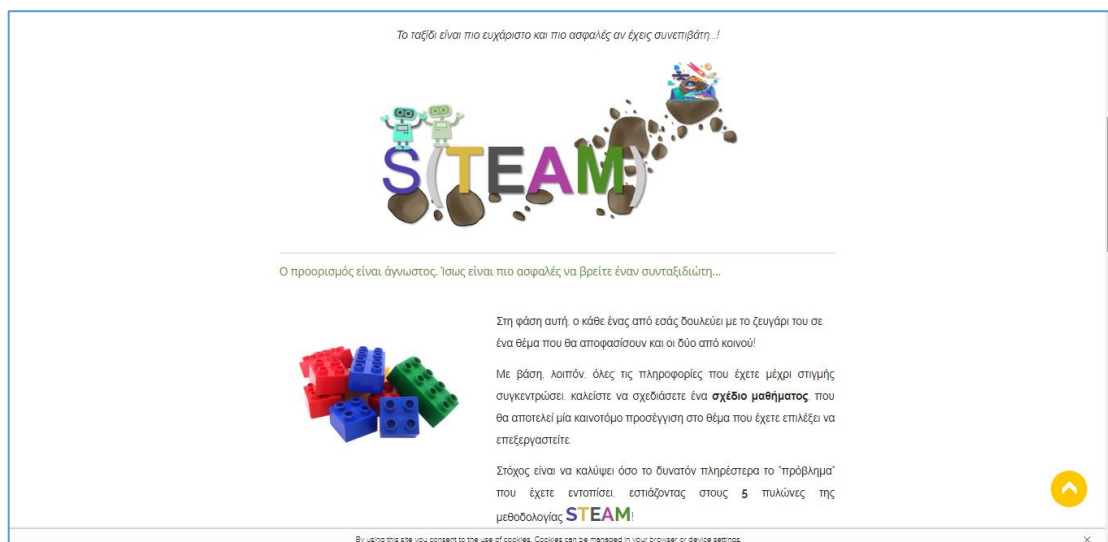 Το ταξίδι είναι πιο ευχάριστο και πιο ασφαλές αν έχεις συνεπιβάτη...!
S(TEAM)
Ο προορισμός είναι άγνωστος. Ίσως είναι πιο ασφαλές να βρείτε έναν συνταξιδιώτη...
Στη φάση αυτή, ο κάθε ένας από εσάς δουλεύει με το ζευγάρι του σε
ένα θέμα που θα αποφασίσουν και οι δύο από κοινού!
Με βάση, λοιπόν, όλες τις πληροφορίες που έχετε μέχρι στιγμής
συγκεντρώσει, καλείστε να σχεδιάσετε ένα σχέδιο μαθήματος, που
θα αποτελεί μία καινοτόμο προσέγγιση στο θέμα που έχετε επιλέξει να
επεξεργαστείτε.
Στόχος είναι να καλύψει όσο το δυνατόν πληρέστερα το "πρόβλημα"
που έχετε εντοπίσει, εστιάζοντας στους 5 πυλώνες της
μεθοδολογίας STEAM!
By using this site you consent to the use of cookies. Cookies can be managed in your browser or device settings.